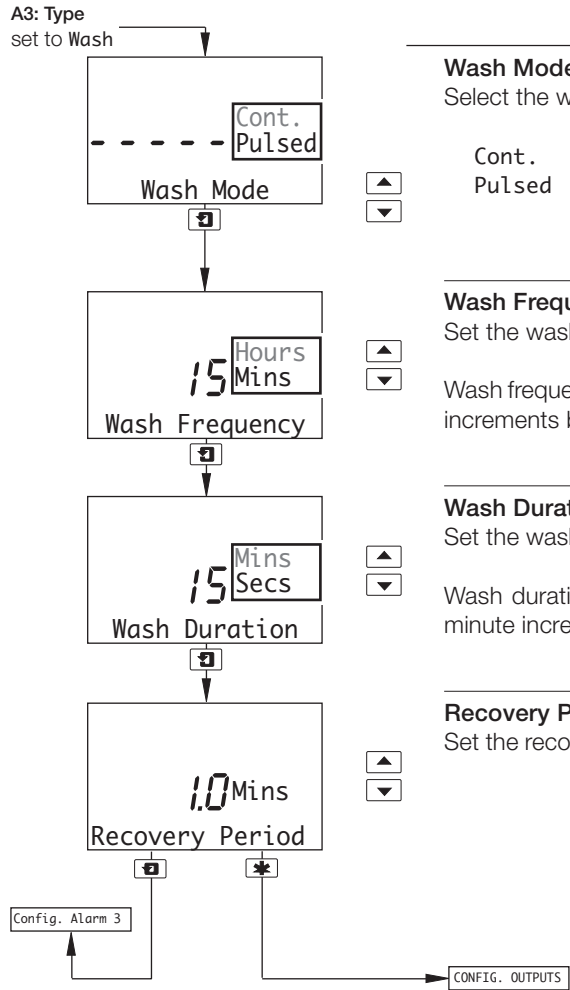 A3: Type
set to Wash
Cont.
- - - - - Pulsed
Wash Mode
Wash Mode
Select the w
Cont.
Pulsed
Hours
15 Mins
Wash Frequency
Wash Frequ
Set the wash
Wash freque
increments b
Mins
15 Secs
Wash Duration
Wash Durat
Set the wash
Wash durati
minute incre
1.0 Mins
Recovery Period
Recovery P
Set the reco
Config. Alarm 3
CONFIG. OUTPUTS